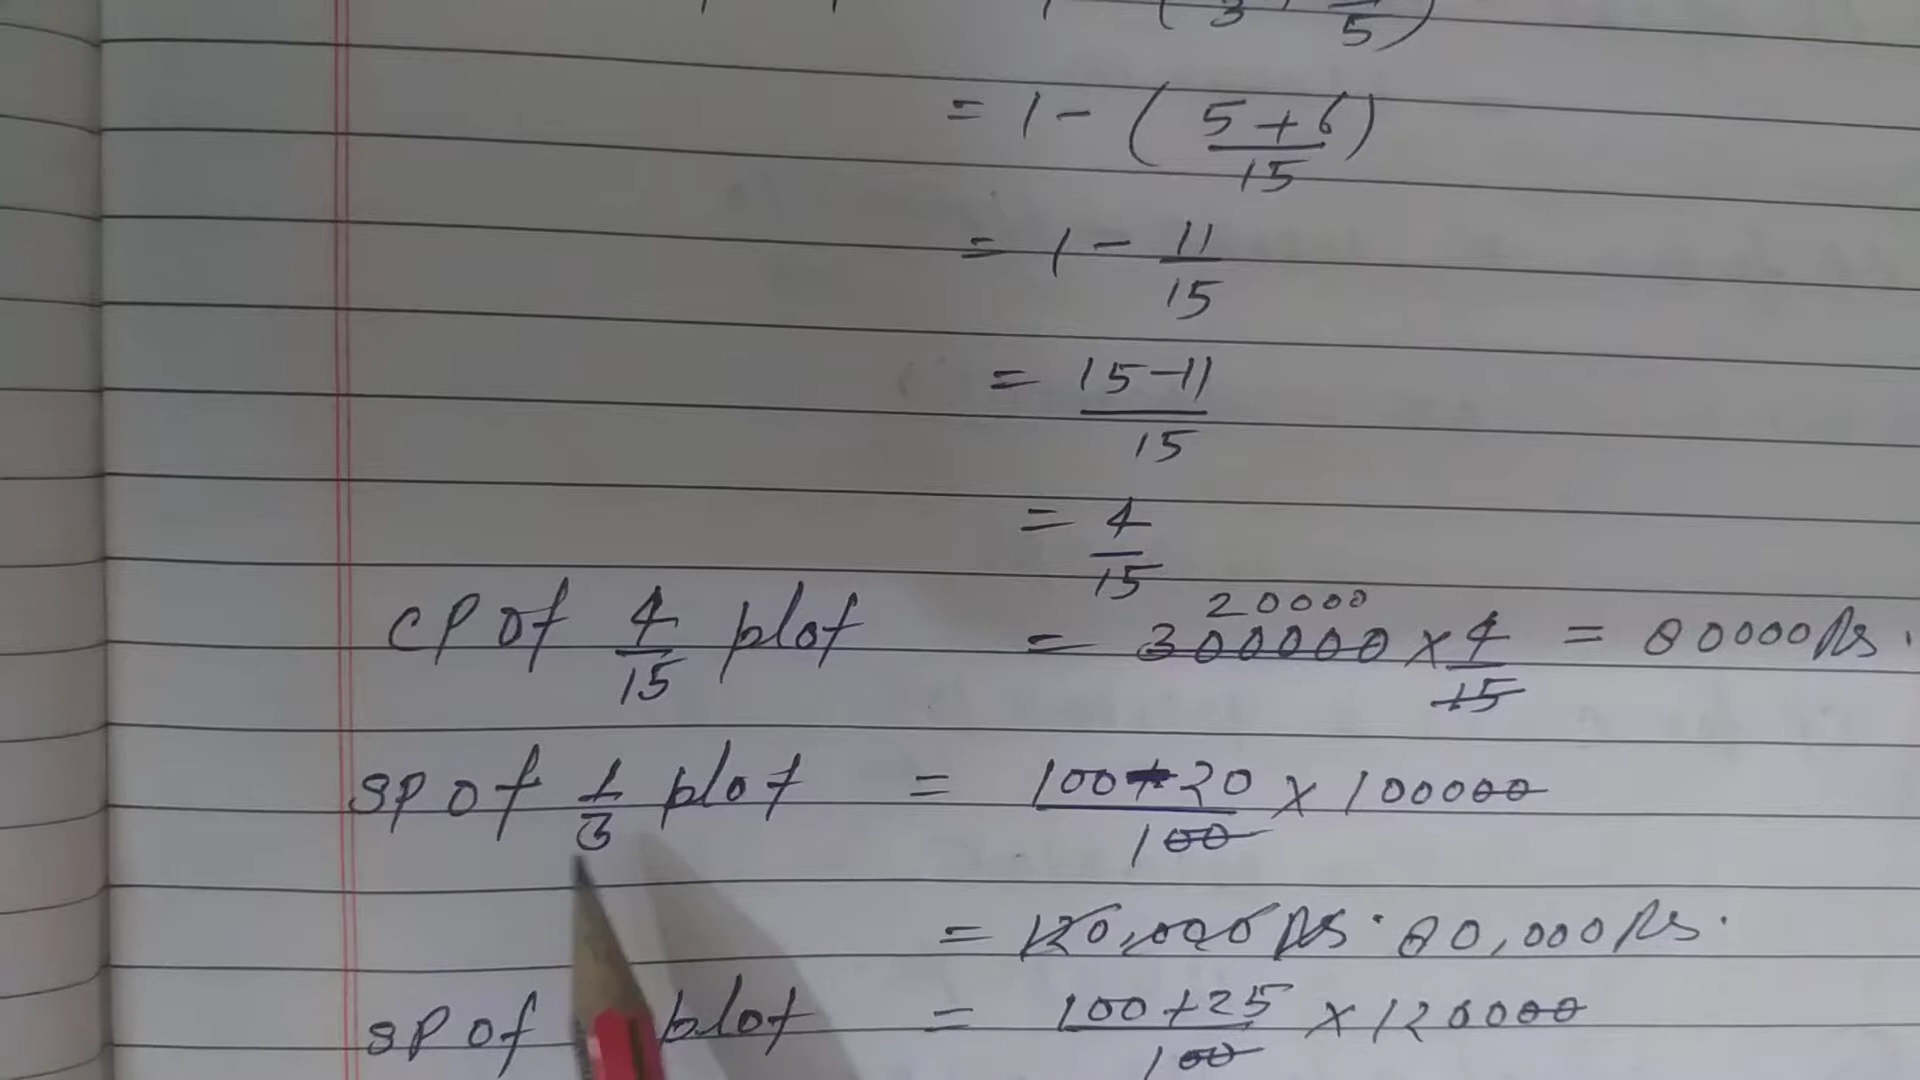 (3 5)
= 1 - (5+6)/15
= 1 - 11/15
= 15-11/15
= 4/15
CP of 4/15 plot = 300000 × 4/15 = 80000 Rs.
20000
SP of 1/3 plot = 100-20/100 × 100000
= 120,000 Rs. 80,000 Rs.
SP of plot = 100+25/100 × 120000